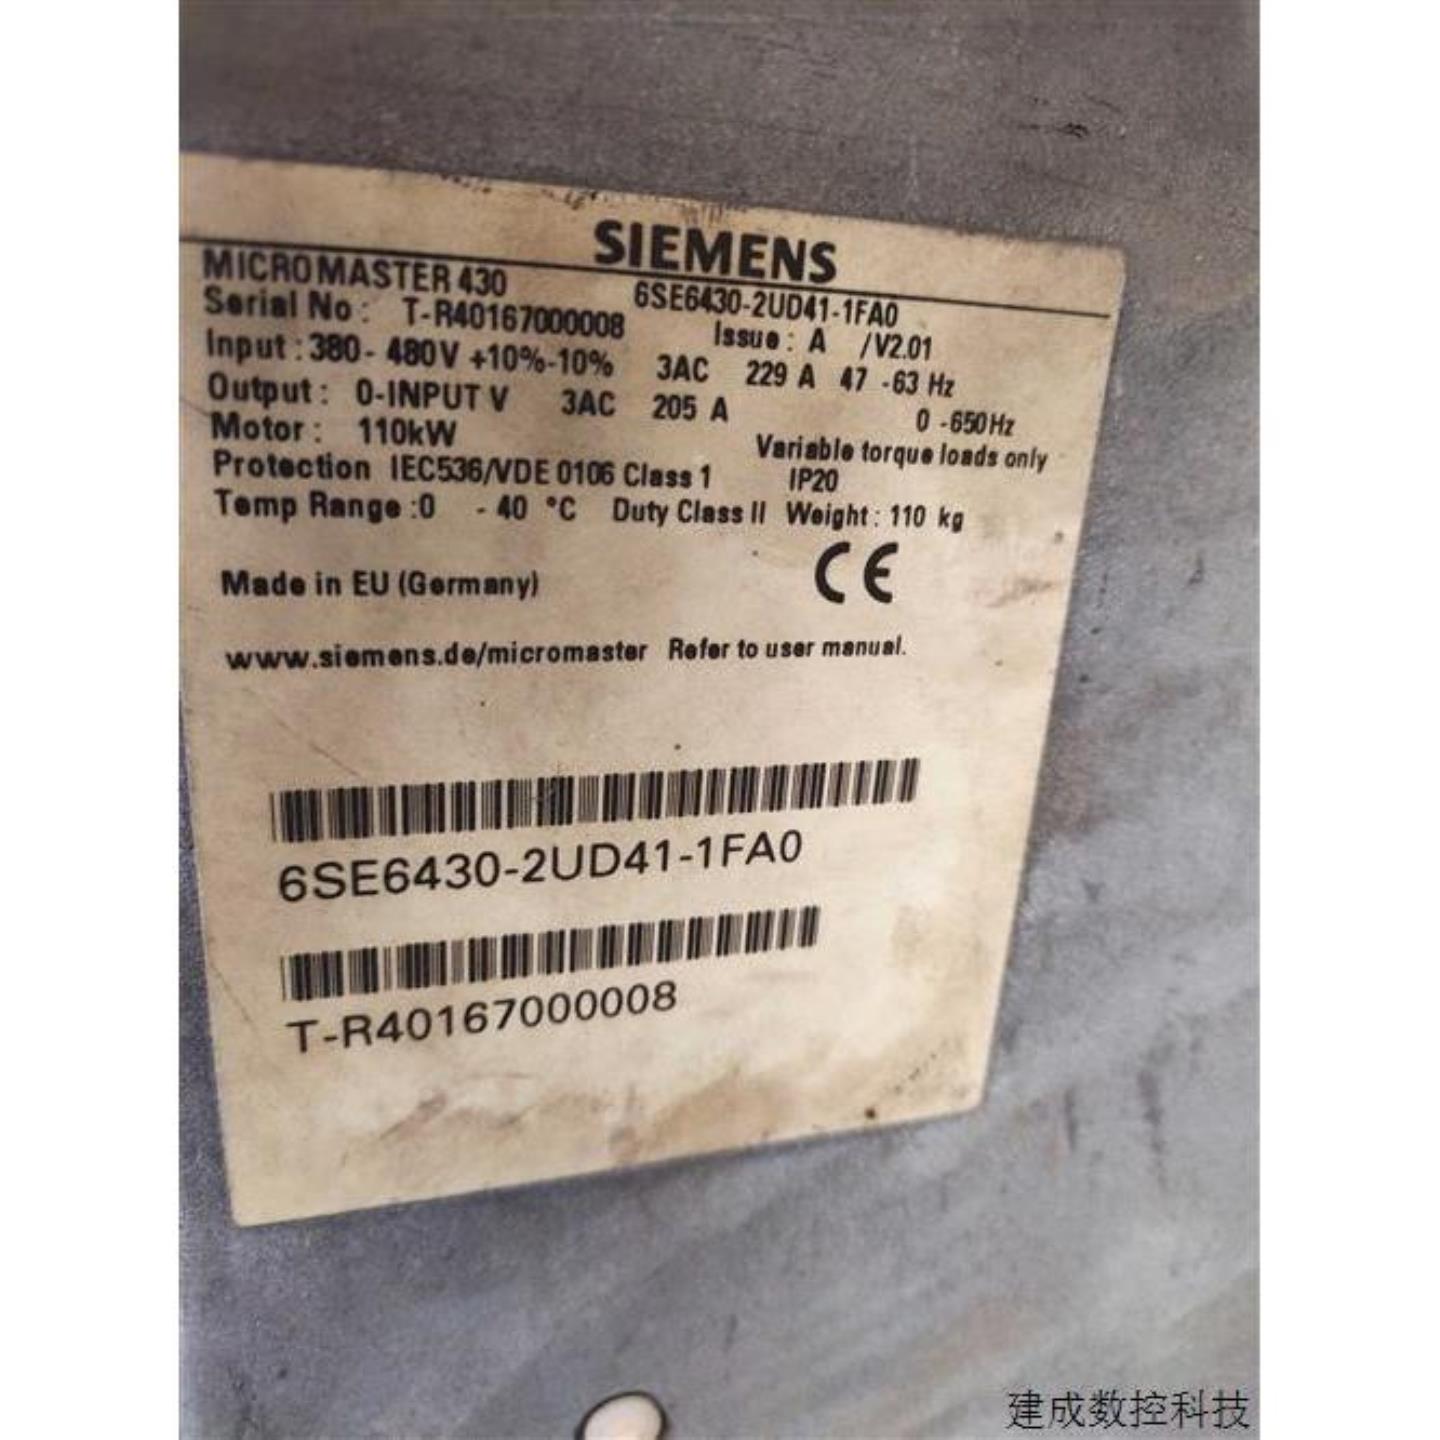 SIEMENS
MICROMASTER 430 6SE6430-2UD41-1FA0
Serial No : T-R40167000008 Issue : A /V2.01
Input : 380- 480V +10%-10% 3AC 229 A 47 -63 Hz
Output : 0-INPUT V 3AC 205 A 0 -650Hz
Motor : 110kW Variable torque loads only
Protection IEC536/VDE 0106 Class 1 IP20
Temp Range :0 - 40 °C Duty Class II Weight : 110 kg
CE
Made in EU (Germany)
www.siemens.de/micromaster Refer to user manual.
6SE6430-2UD41-1FA0
T-R40167000008
建成数控科技